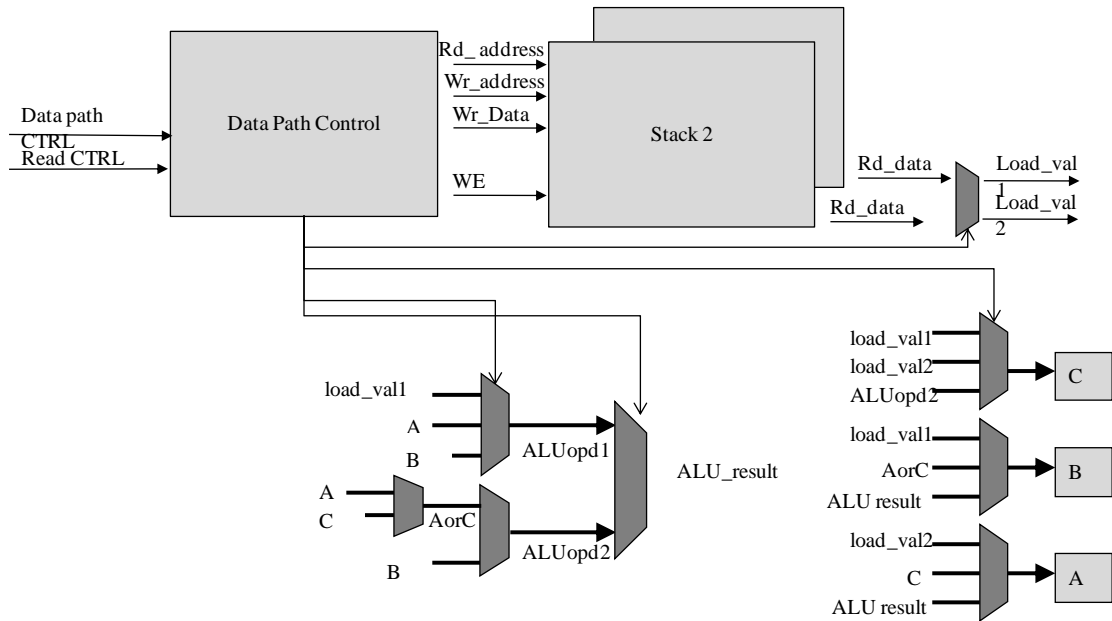 Rd_ address
Wr_address
Data path
CTRL
Data Path Control
Wr_Data
Stack 2
Read CTRL
WE
Rd_data
Load_val
1
Rd_data
Load_val
2
load_val1
load_val2
C
ALUopd2
load_val1
A
ALUopd1
B
ALU_result
load_val1
AorC
B
ALU result
A
AorC
C
ALUopd2
B
load_val2
C
A
ALU result